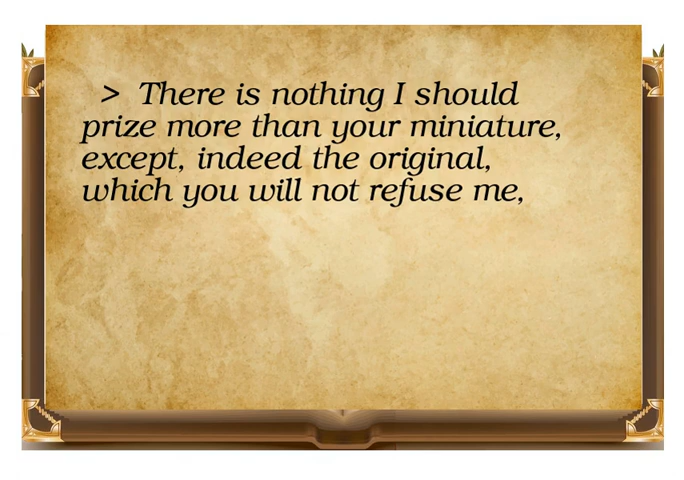 > There is nothing I should
prize more than your miniature,
except, indeed the original,
which you will not refuse me,